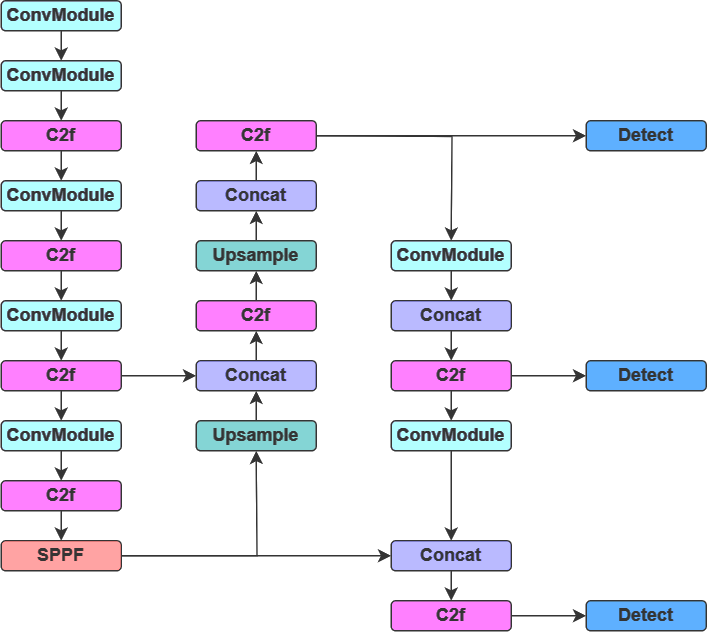 ConvModule
ConvModule
C2f
ConvModule
C2f
ConvModule
C2f
ConvModule
C2f
SPPF
C2f
Concat
Upsample
C2f
Concat
Upsample
ConvModule
Concat
C2f
ConvModule
Concat
C2f
Detect
Detect
Detect